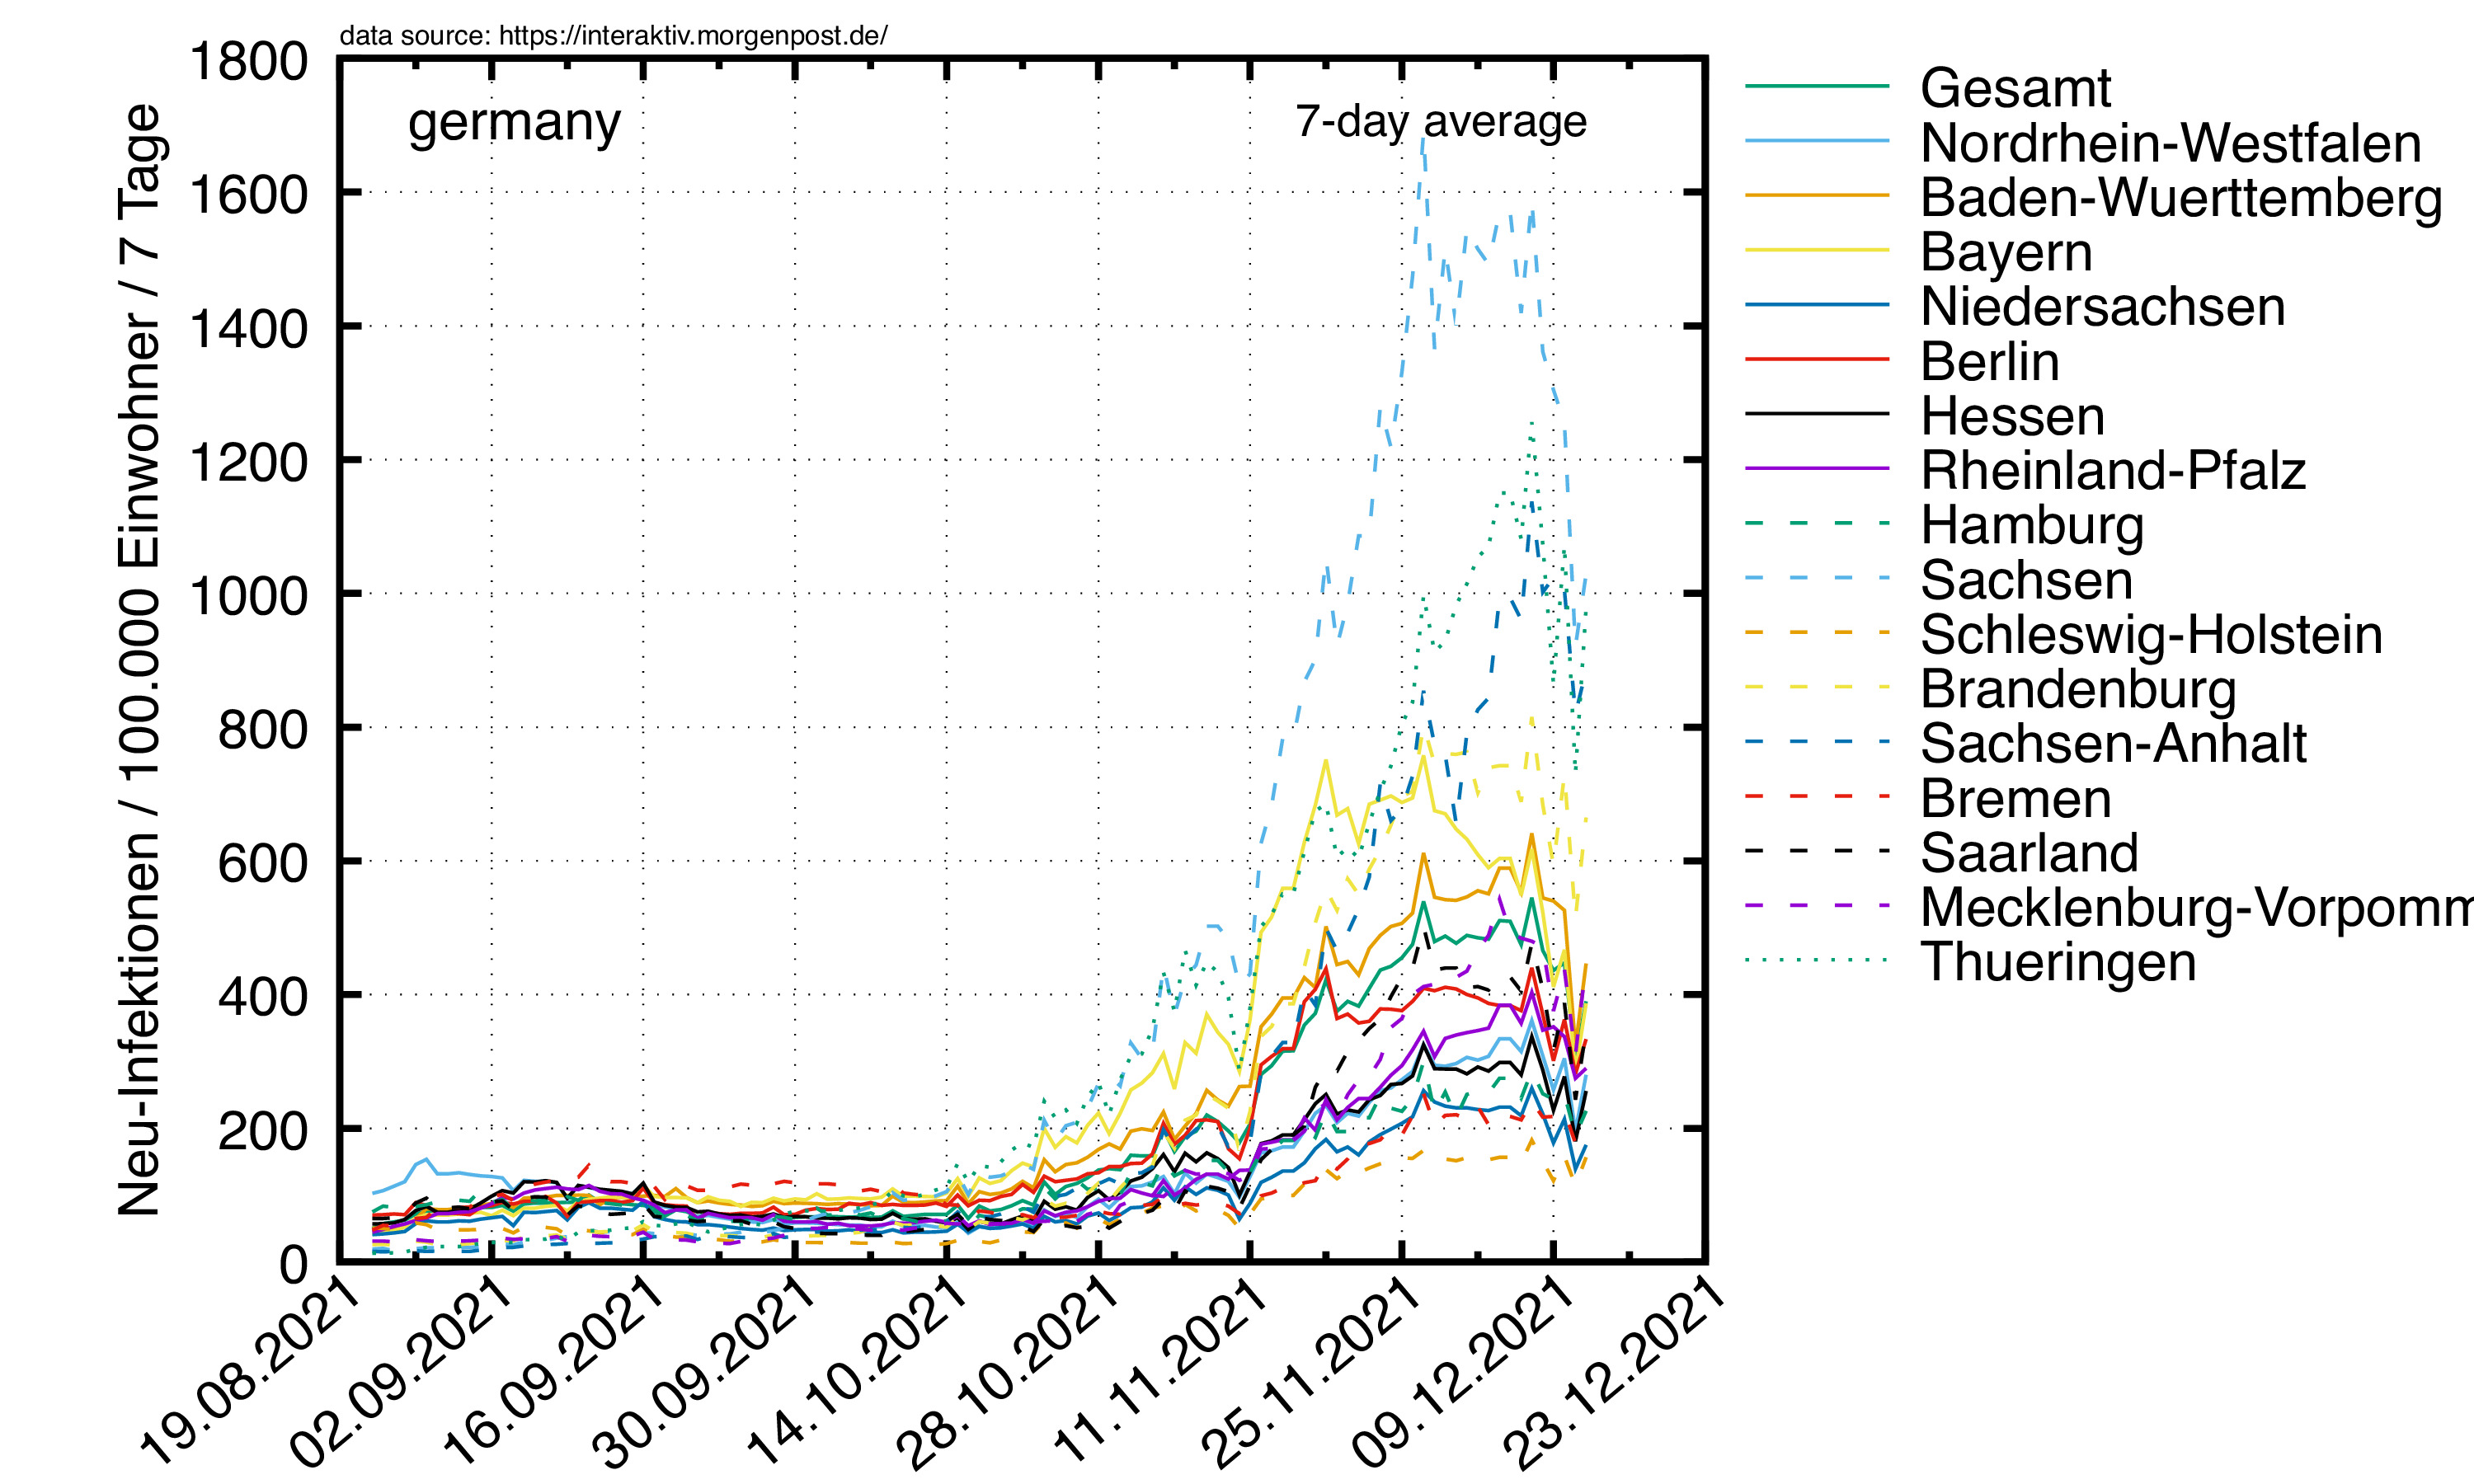 data source: https://interaktiv.morgenpost.de/
germany
7-day average
Neu-Infektionen / 100.000 Einwohner / 7 Tage
1800
1600
1400
1200
1000
800
600
400
200
0
19.08.2021
02.09.2021
16.09.2021
30.09.2021
14.10.2021
28.10.2021
11.11.2021
25.11.2021
09.12.2021
23.12.2021
Gesamt
Nordrhein-Westfalen
Baden-Wuerttemberg
Bayern
Niedersachsen
Berlin
Hessen
Rheinland-Pfalz
Hamburg
Sachsen
Schleswig-Holstein
Brandenburg
Sachsen-Anhalt
Bremen
Saarland
Mecklenburg-Vorpomm
Thueringen